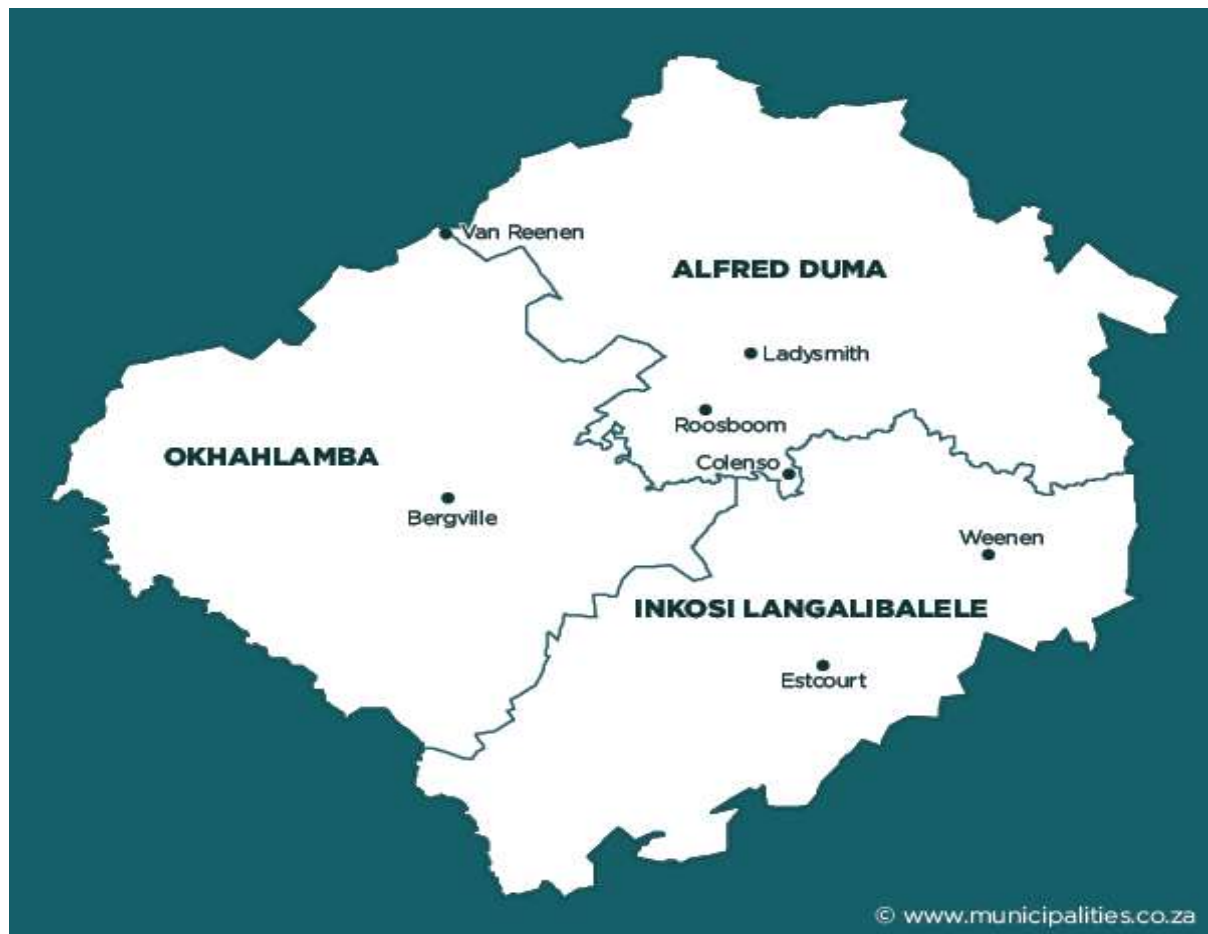 Van Reenen
ALFRED DUMA
Ladysmith
Roosboom
OKHAHLAMBA
Colenso
Bergville
Weenen
INKOSI LANGALIBALELE
Estcourt
© www.municipalities.co.za